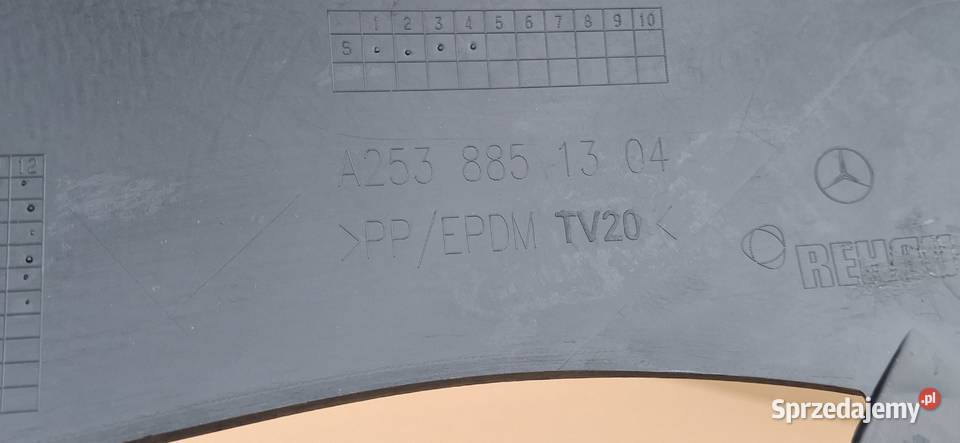 1 2 3 4 5 6 7 8 9 10
S
12
A253 885 13 04
>PP/EPDM TV20<
REHAU
Sprzedajemy.pl